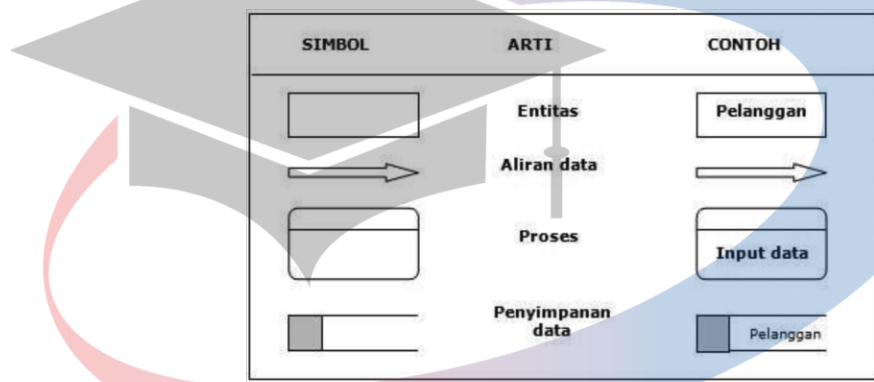 SIMBOL ARTI CONTOH
Entitas Pelanggan
Aliran data
Proses
Input data
Penyimpanan
data Pelanggan